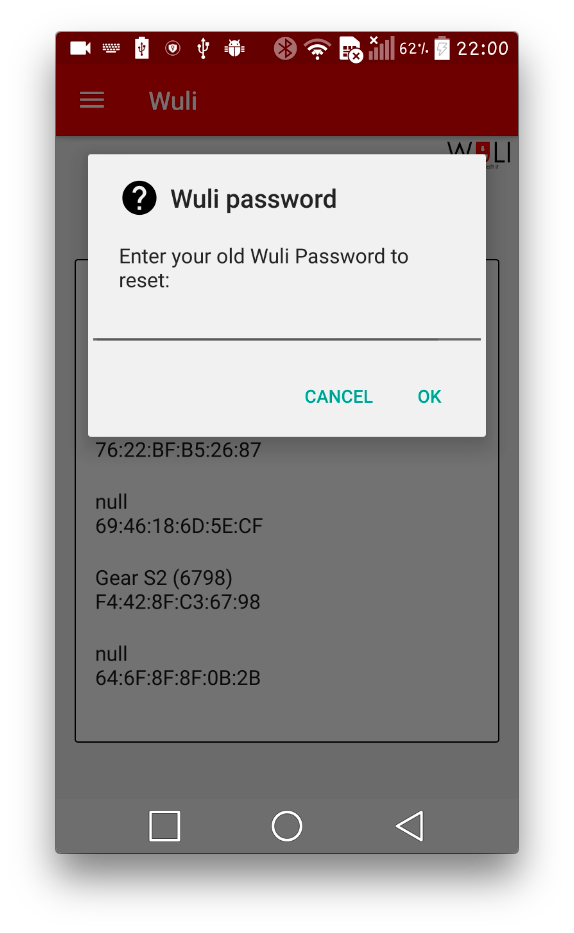 62% 22:00
Wuli
WULI
Wuli password
Enter your old Wuli Password to
reset:
CANCEL OK
76:22:BF:B5:26:87
null
69:46:18:6D:5E:CF
Gear S2 (6798)
F4:42:8F:C3:67:98
null
64:6F:8F:8F:0B:2B